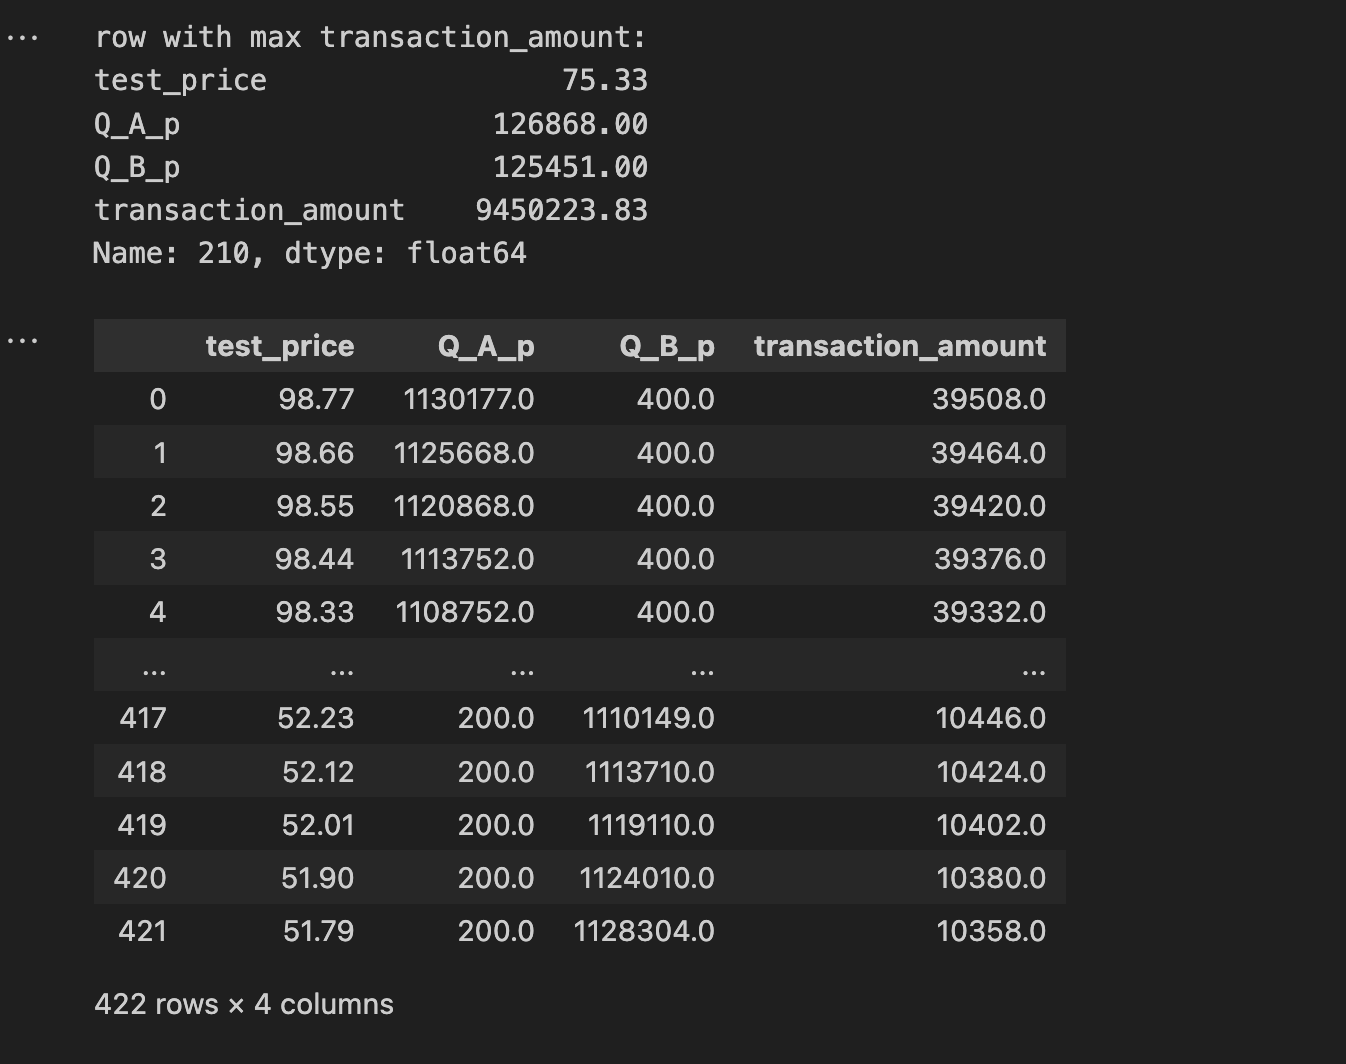 ... row with max transaction_amount:
test_price 75.33
Q_A_p 126868.00
Q_B_p 125451.00
transaction_amount 9450223.83
Name: 210, dtype: float64
...
test_price Q_A_p Q_B_p transaction_amount
0 98.77 1130177.0 400.0 39508.0
1 98.66 1125668.0 400.0 39464.0
2 98.55 1120868.0 400.0 39420.0
3 98.44 1113752.0 400.0 39376.0
4 98.33 1108752.0 400.0 39332.0
... ... ... ... ...
417 52.23 200.0 1110149.0 10446.0
418 52.12 200.0 1113710.0 10424.0
419 52.01 200.0 1119110.0 10402.0
420 51.90 200.0 1124010.0 10380.0
421 51.79 200.0 1128304.0 10358.0
422 rows × 4 columns